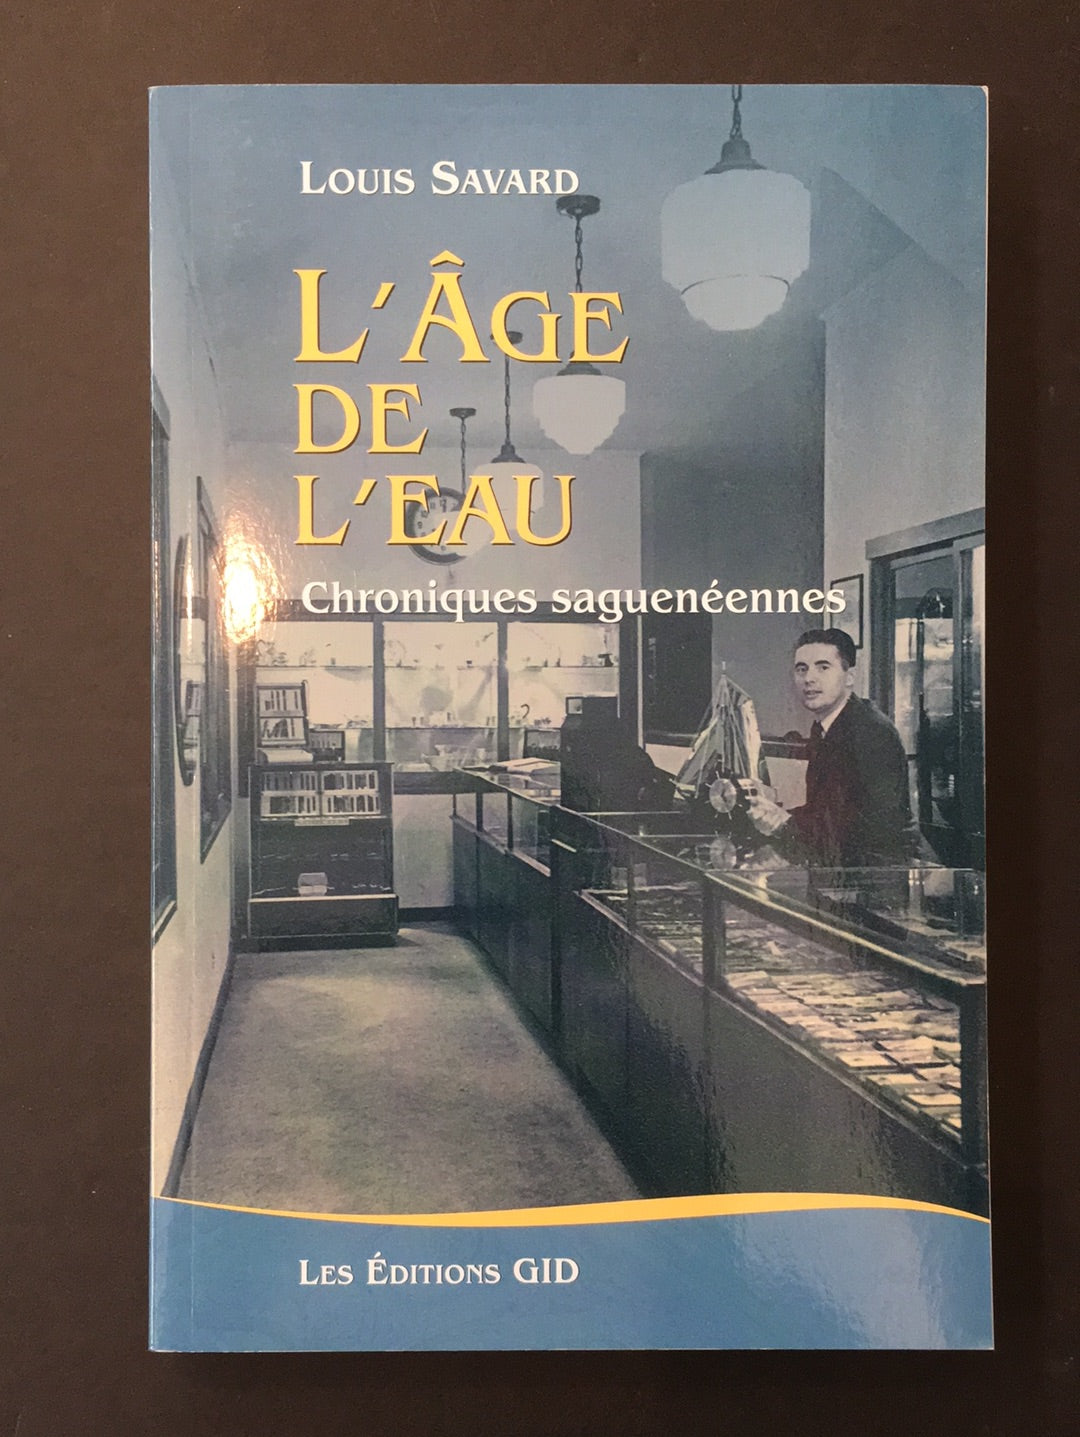 LOUIS SAVARD
L'ÂGE
DE
L'EAU
Chroniques saguenéennes
LES ÉDITIONS GID